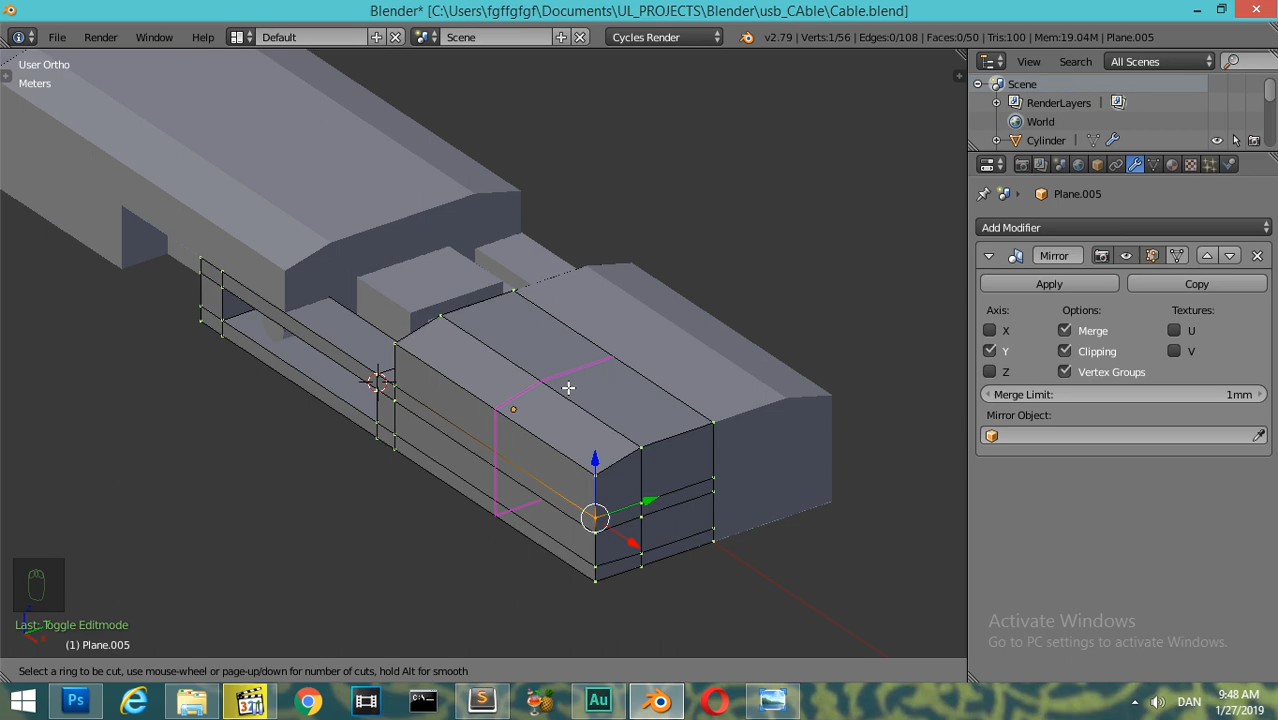 Blender* [C:\Users\fgffgfgf\Documents\UL_PROJECTS\Blender\usb_CAble\Cable.blend]
File Render Window Help Default Scene Cycles Render v2.79 | Verts:1/56 | Edges:0/108 | Faces:0/50 | Tris:100 | Mem:19.04M | Plane.005
User Ortho
Meters
View Search All Scenes
Scene
RenderLayers
World
Cylinder
Plane.005
Add Modifier
Mirror
Apply Copy
Axis: Options: Textures:
X Merge U
Y Clipping V
Z Vertex Groups
Merge Limit: 1mm
Mirror Object:
Last: Toggle Editmode
(1) Plane.005
Select a ring to be cut, use mouse-wheel or page-up/down for number of cuts, hold Alt for smooth
Activate Windows
Go to PC settings to activate Windows.
Ps
321
Au
DAN
9:48 AM
1/27/2019